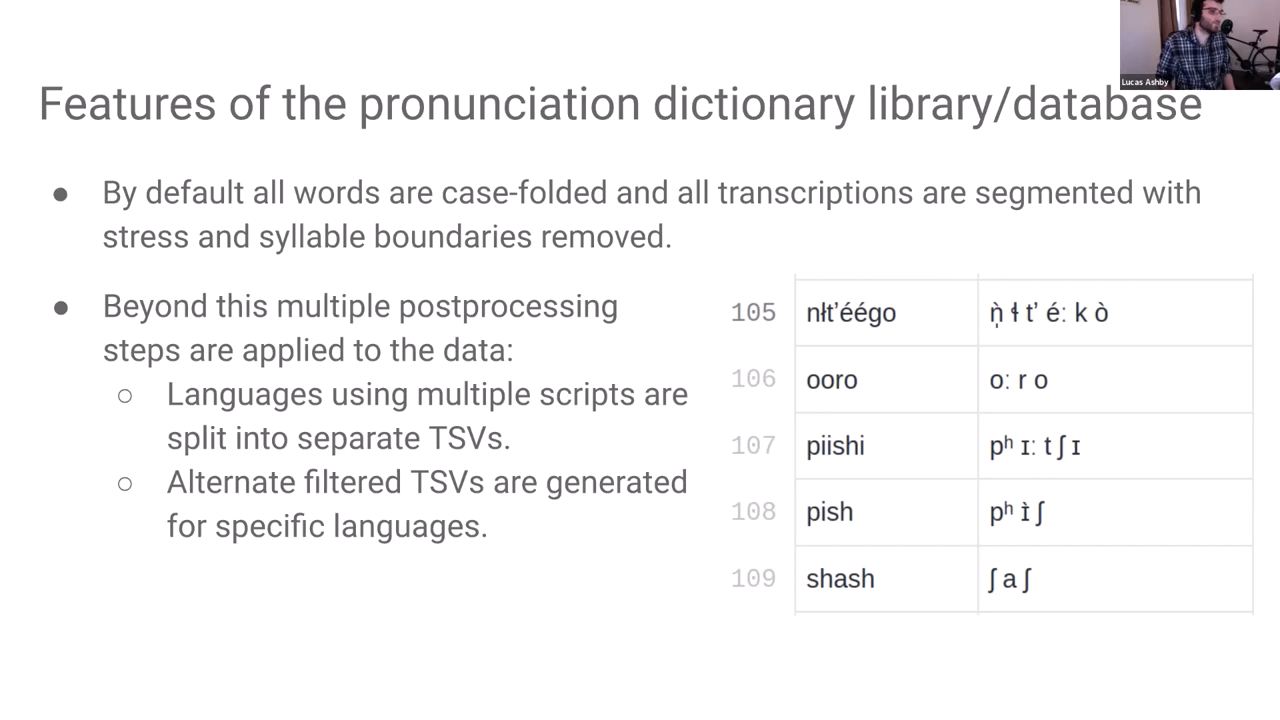 Lucas Ashby
Features of the pronunciation dictionary library/database
● By default all words are case-folded and all transcriptions are segmented with
stress and syllable boundaries removed.
● Beyond this multiple postprocessing
steps are applied to the data:
○ Languages using multiple scripts are
split into separate TSVs.
○ Alternate filtered TSVs are generated
for specific languages.
105 nłt’éégo ǹ̩ ɬ t’ é: k ò
106 ooro oː r o
107 piishi pʰ ɪː t ʃ ɪ
108 pish pʰ ɪ̀ ʃ
109 shash ʃ a ʃ